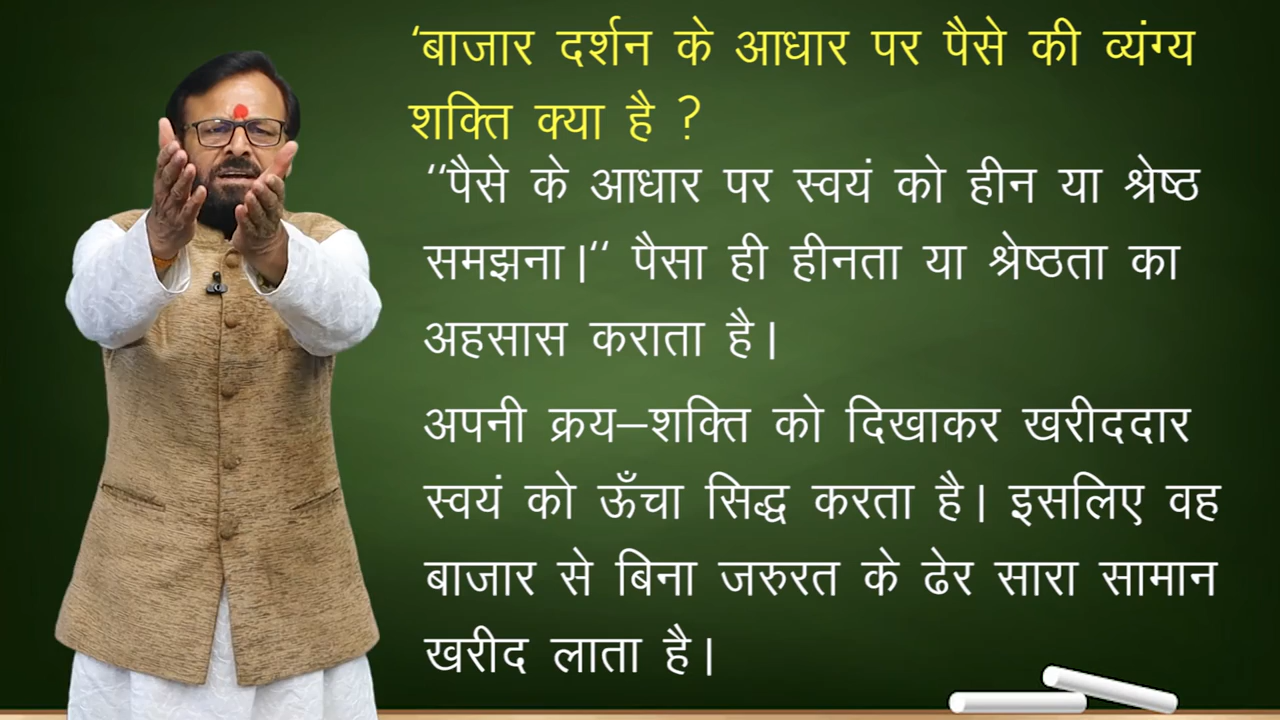 ‘बाजार दर्शन के आधार पर पैसे की व्यंग्य
शक्ति क्या है ?
“पैसे के आधार पर स्वयं को हीन या श्रेष्ठ
समझना।“ पैसा ही हीनता या श्रेष्ठता का
अहसास कराता है।
अपनी क्रय–शक्ति को दिखाकर खरीददार
स्वयं को ऊँचा सिद्ध करता है। इसलिए वह
बाजार से बिना जरुरत के ढेर सारा सामान
खरीद लाता है।